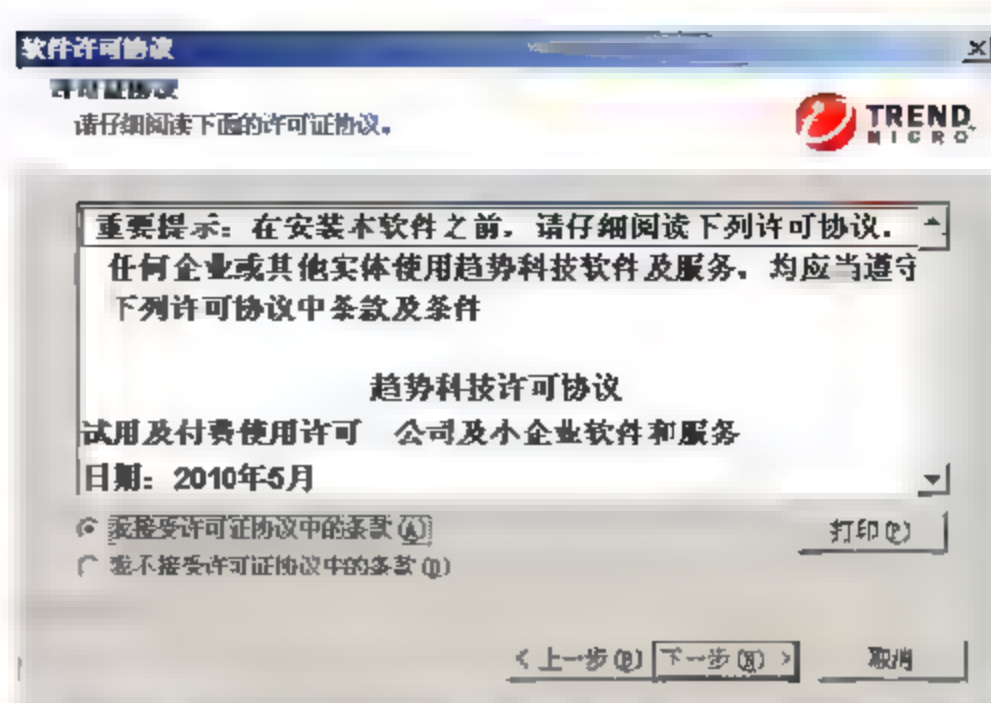 软件许可协议
许可证协议
请仔细阅读下面的许可证协议。
TREND
MICRO
重要提示：在安装本软件之前，请仔细阅读下列许可协议．
任何企业或其他实体使用趋势科技软件及服务，均应当遵守
下列许可协议中条款及条件
趋势科技许可协议
试用及付费使用许可 公司及小企业软件和服务
日期：2010年5月
我接受许可证协议中的条款(A)
打印(P)
我不接受许可证协议中的条款(D)
< 上一步(B) 下一步(N) > 取消